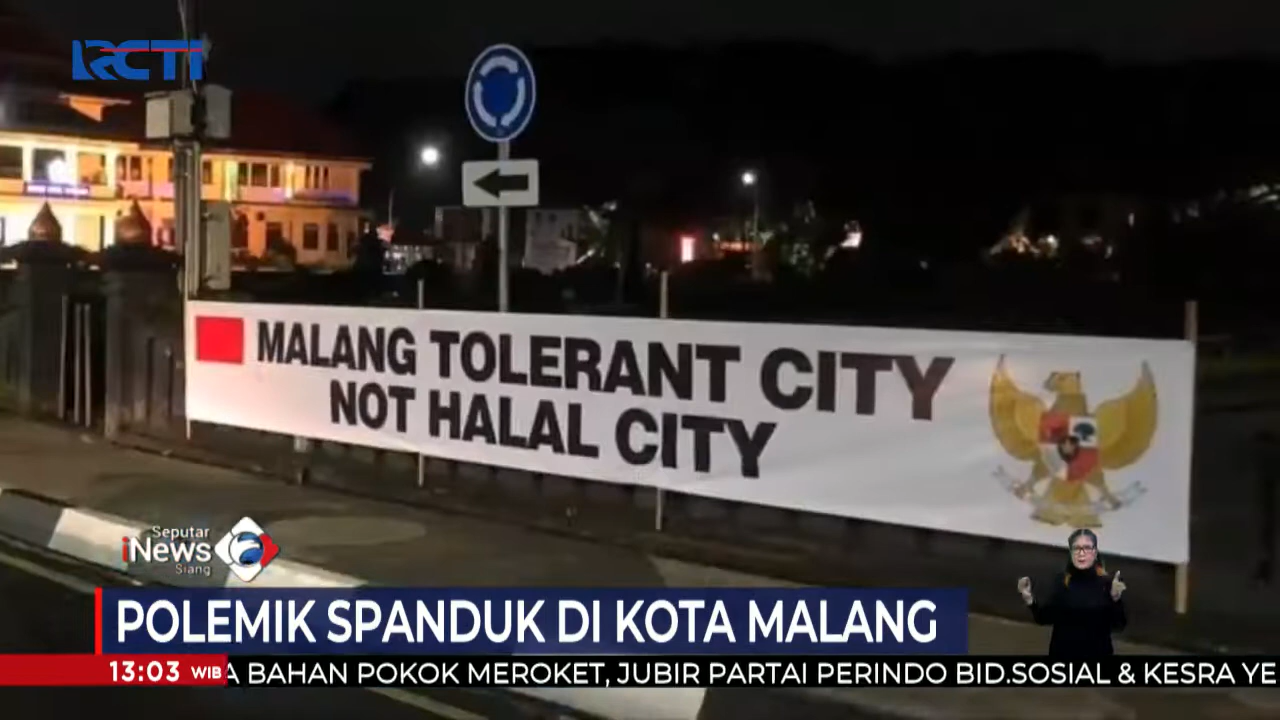 RCTI
MALANG TOLERANT CITY
NOT HALAL CITY
Seputar
iNews
Siang
POLEMIK SPANDUK DI KOTA MALANG
13:03 WIB
A BAHAN POKOK MEROKET, JUBIR PARTAI PERINDO BID.SOSIAL & KESRA YE